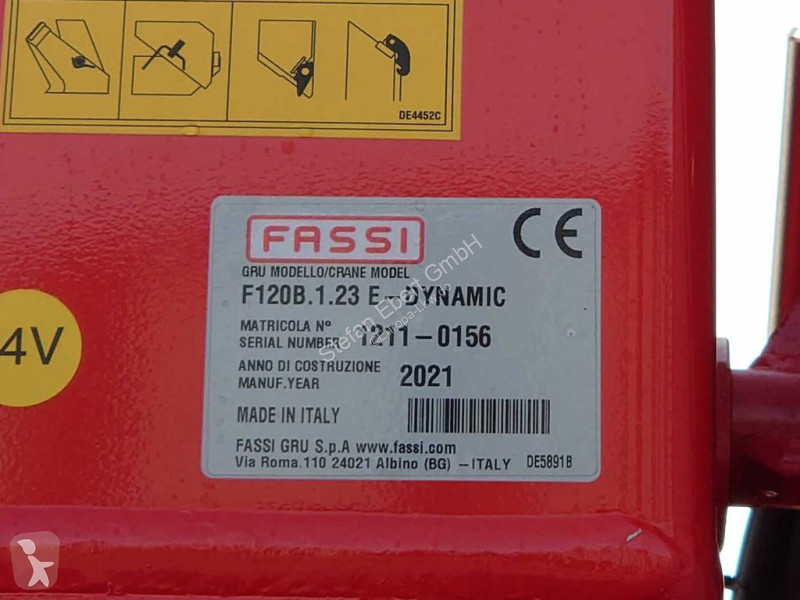 DE4452C
FASSI
CE
GRU MODELLO/CRANE MODEL
F120B.1.23 E-DYNAMIC
MATRICOLA N°
SERIAL NUMBER 1211-0156
ANNO DI COSTRUZIONE
MANUF.YEAR 2021
MADE IN ITALY
FASSI GRU S.p.A www.fassi.com
Via Roma.110 24021 Albino (BG) -ITALY DE5891B
4V
Stefan Ebert GmbH